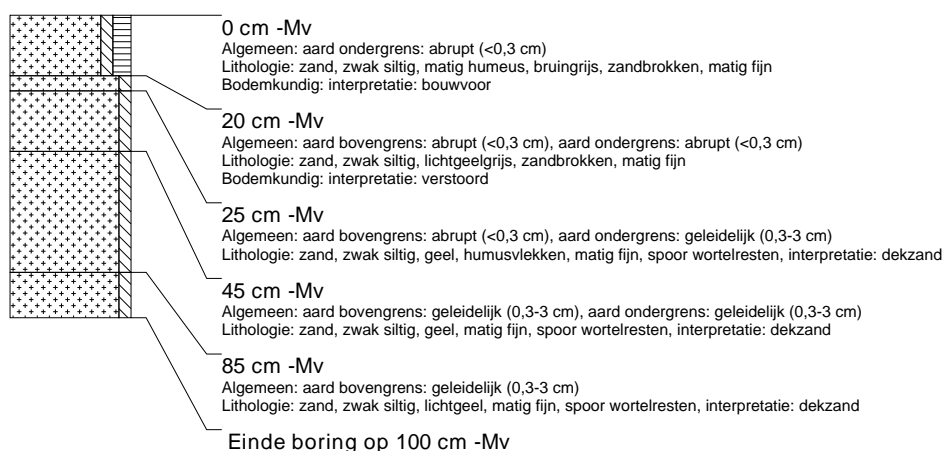 0 cm -Mv
Algemeen: aard ondergrens: abrupt (<0,3 cm)
Lithologie: zand, zwak siltig, matig humeus, bruingrijs, zandbrokken, matig fijn
Bodemkundig: interpretatie: bouwvoor
20 cm -Mv
Algemeen: aard bovengrens: abrupt (<0,3 cm), aard ondergrens: abrupt (<0,3 cm)
Lithologie: zand, zwak siltig, lichtgeelgrijs, zandbrokken, matig fijn
Bodemkundig: interpretatie: verstoord
25 cm -Mv
Algemeen: aard bovengrens: abrupt (<0,3 cm), aard ondergrens: geleidelijk (0,3-3 cm)
Lithologie: zand, zwak siltig, geel, humusvlekken, matig fijn, spoor wortelresten, interpretatie: dekzand
45 cm -Mv
Algemeen: aard bovengrens: geleidelijk (0,3-3 cm), aard ondergrens: geleidelijk (0,3-3 cm)
Lithologie: zand, zwak siltig, geel, matig fijn, spoor wortelresten, interpretatie: dekzand
85 cm -Mv
Algemeen: aard bovengrens: geleidelijk (0,3-3 cm)
Lithologie: zand, zwak siltig, lichtgeel, matig fijn, spoor wortelresten, interpretatie: dekzand
Einde boring op 100 cm -Mv